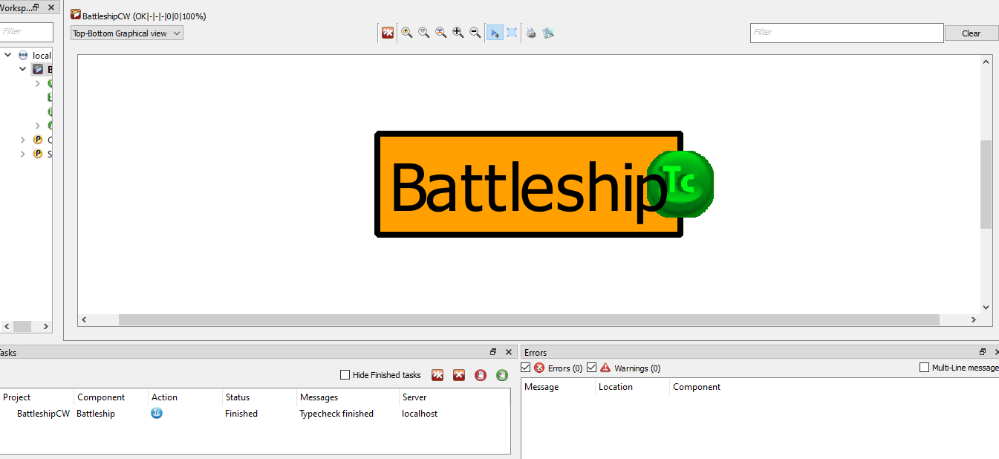 Worksp...
Filter
local
B
P C
P S
BattleshipCW (OK|-|-|-|0|0|100%)
Top-Bottom Graphical view
Filter
Clear
Battleship
Tc
asks
Hide Finished tasks
Project Component Action Status Messages Server
BattleshipCW Battleship TC Finished Typecheck finished localhost
Errors
Errors (0) Warnings (0) Multi-Line message
Message Location Component